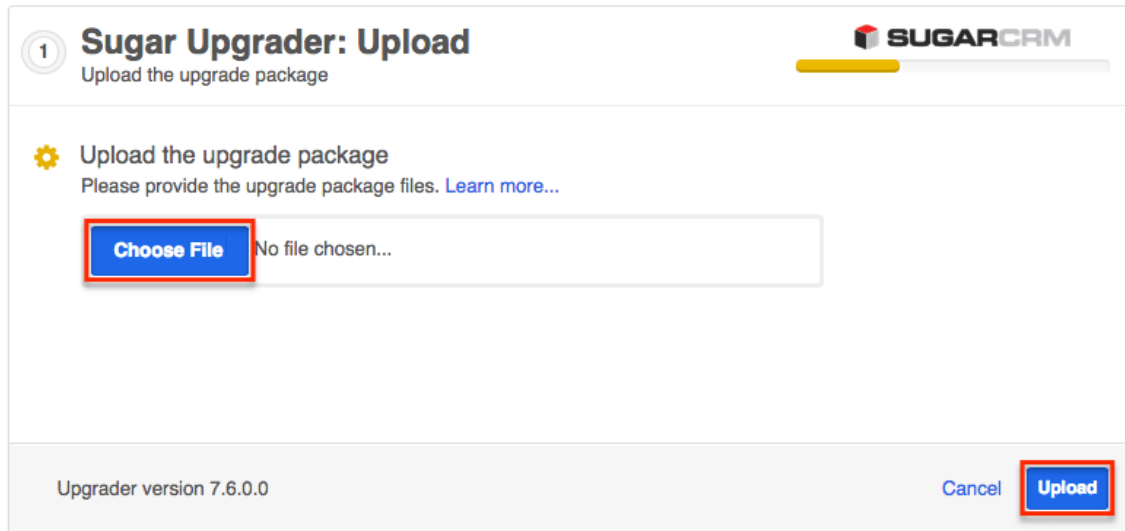 1
Sugar Upgrader: Upload
SUGARCRM
Upload the upgrade package
Upload the upgrade package
Please provide the upgrade package files. Learn more...
Choose File No file chosen...
Upgrader version 7.6.0.0
Cancel Upload